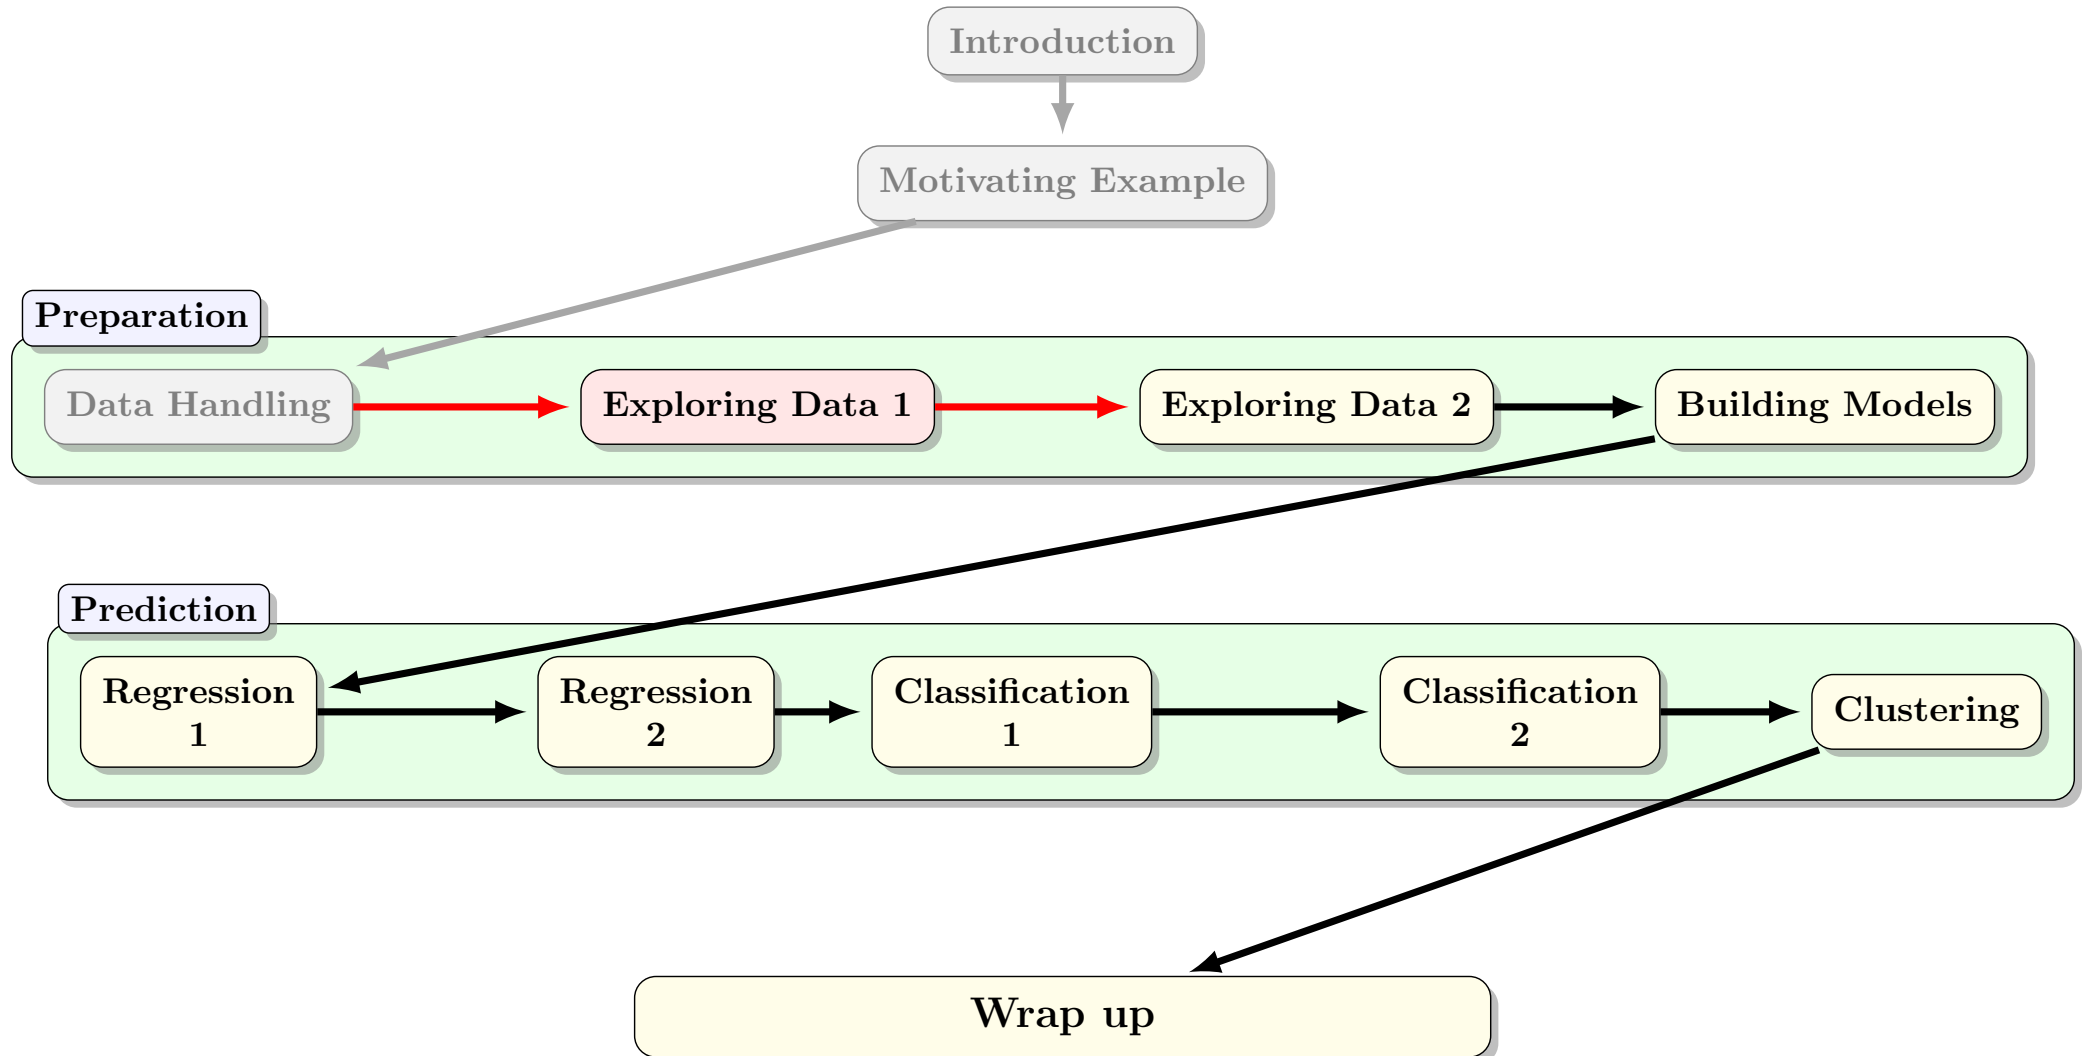 Introduction
Motivating Example
Preparation
Data Handling
Exploring Data 1
Exploring Data 2
Building Models
Prediction
Regression
1
Regression
2
Classification
1
Classification
2
Clustering
Wrap up